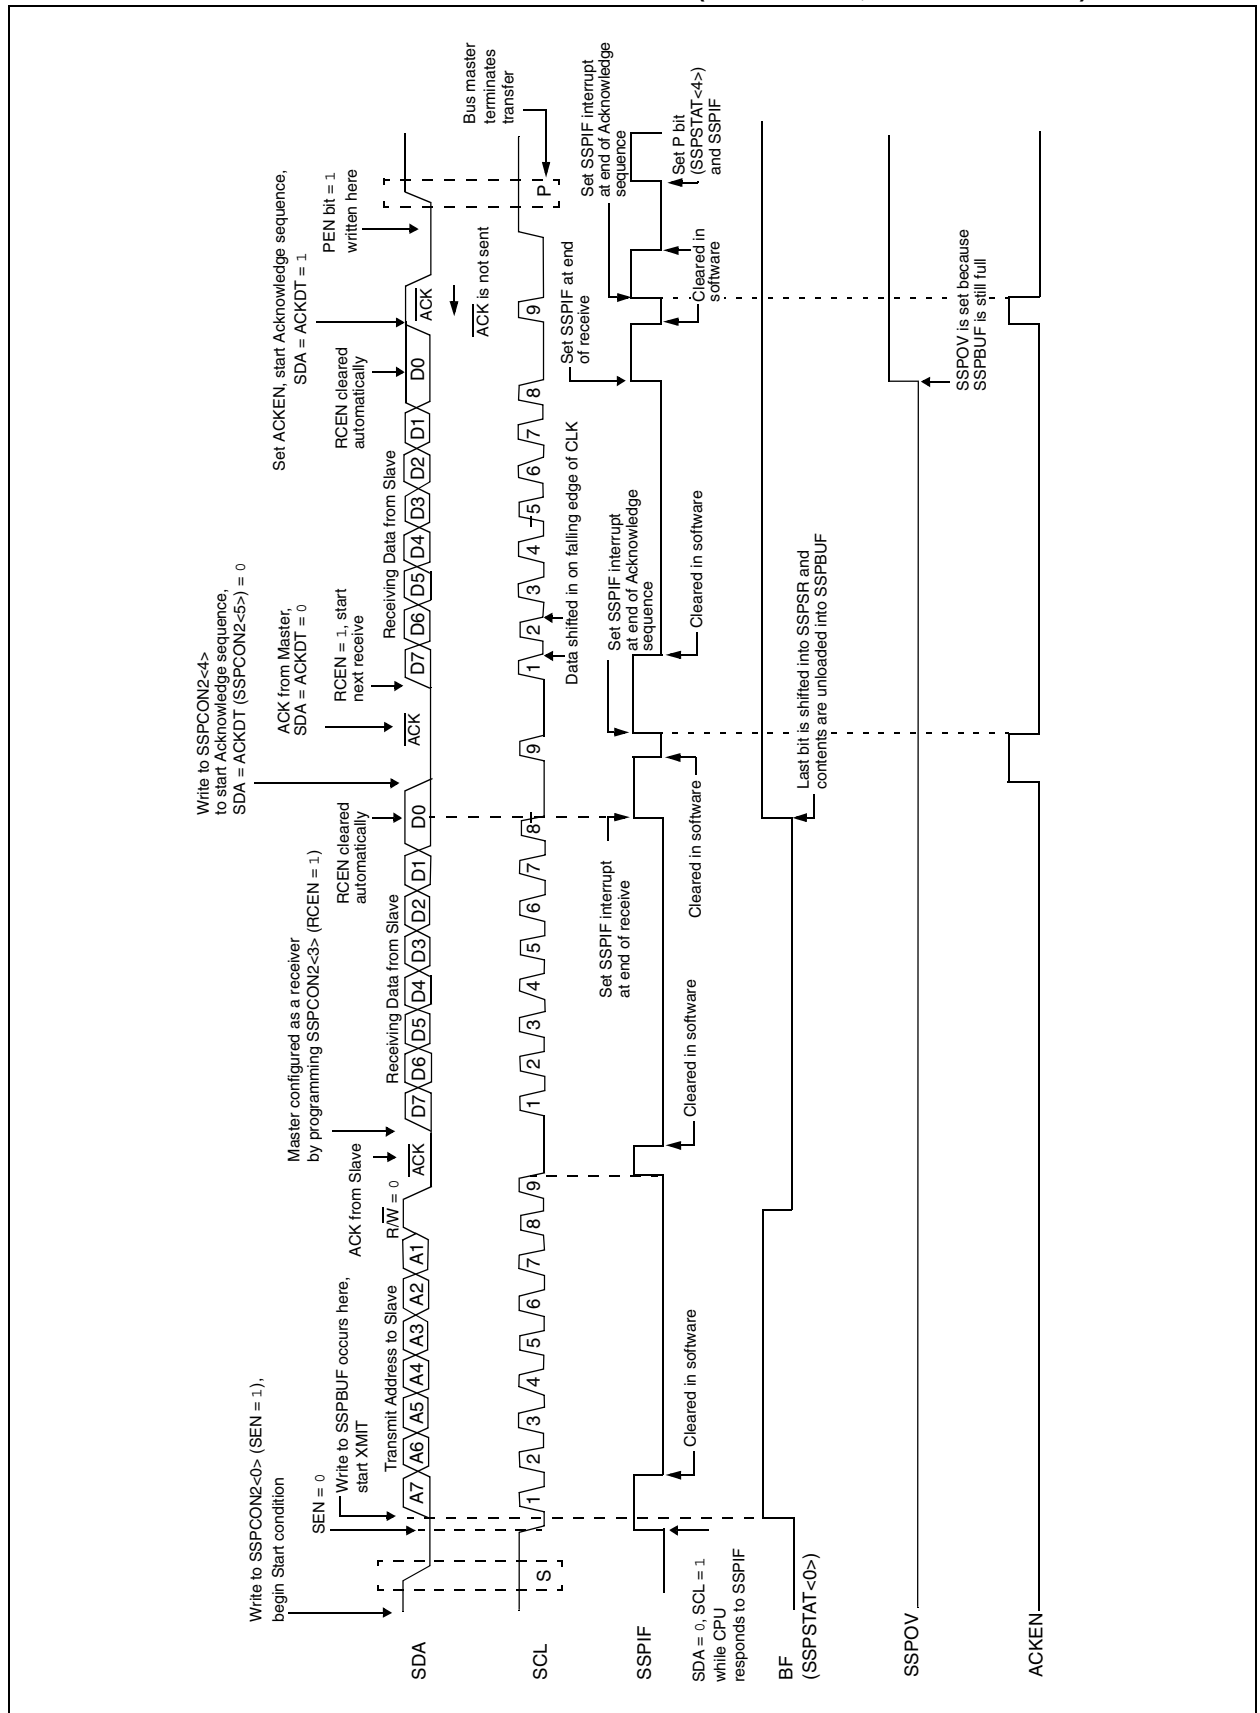 Write to SSPCON2<0> (SEN = 1),
begin Start condition
SEN = 0
Write to SSPBUF occurs here,
start XMIT
ACK from Slave
Master configured as a receiver
by programming SSPCON2<3> (RCEN = 1)
RCEN cleared
automatically
Write to SSPCON2<4>
to start Acknowledge sequence,
SDA = ACKDT (SSPCON2<5>) = 0
ACK from Master,
SDA = ACKDT = 0
RCEN = 1, start
next receive
Set ACKEN, start Acknowledge sequence,
SDA = ACKDT = 1
RCEN cleared
automatically
PEN bit = 1
written here
Transmit Address to Slave
R/W = 0
Receiving Data from Slave
Receiving Data from Slave
SDA
A7 A6 A5 A4 A3 A2 A1 ACK D7 D6 D5 D4 D3 D2 D1 D0 ACK D7 D6 D5 D4 D3 D2 D1 D0 ACK
ACK is not sent
Bus master
terminates
transfer
SCL
S 1 2 3 4 5 6 7 8 9 1 2 3 4 5 6 7 8 9 1 2 3 4 5 6 7 8 9 P
Data shifted in on falling edge of CLK
Set SSPIF interrupt
at end of receive
Set SSPIF interrupt
at end of Acknowledge
sequence
Set SSPIF at end
of receive
Set SSPIF interrupt
at end of Acknowledge
sequence
SSPIF
SDA = 0, SCL = 1
while CPU
responds to SSPIF
Cleared in software
Cleared in software
Cleared in software
Cleared in software
Cleared in
software
Set P bit
(SSPSTAT<4>)
and SSPIF
BF
(SSPSTAT<0>)
Last bit is shifted into SSPSR and
contents are unloaded into SSPBUF
SSPOV
SSPOV is set because
SSPBUF is still full
ACKEN